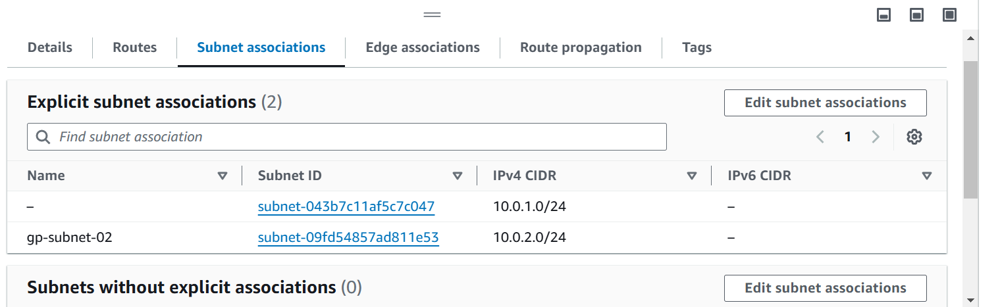 Details Routes Subnet associations Edge associations Route propagation Tags
Explicit subnet associations (2)
Edit subnet associations
Find subnet association
1
Name Subnet ID IPv4 CIDR IPv6 CIDR
– subnet-043b7c11af5c7c047 10.0.1.0/24 –
gp-subnet-02 subnet-09fd54857ad811e53 10.0.2.0/24 –
Subnets without explicit associations (0)
Edit subnet associations